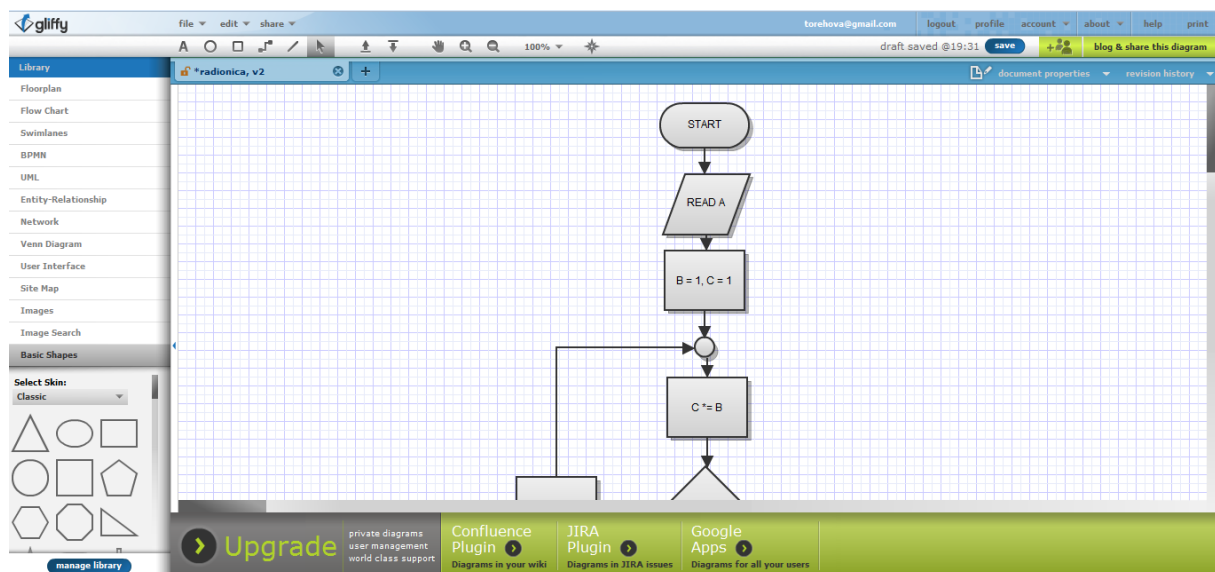 gliffy
file edit share torehova@gmail.com logout profile account about help print
A 100% draft saved @19:31 save + blog & share this diagram
Library
*radionica, v2 + document properties revision history
Floorplan
Flow Chart
Swimlanes
BPMN
UML
Entity-Relationship
Network
Venn Diagram
User Interface
Site Map
Images
Image Search
Basic Shapes
Select Skin:
Classic
manage library
START
READ A
B = 1, C = 1
C *= B
Upgrade
private diagrams
user management
world class support
Confluence
Plugin
Diagrams in your wiki
JIRA
Plugin
Diagrams in JIRA issues
Google
Apps
Diagrams for all your users